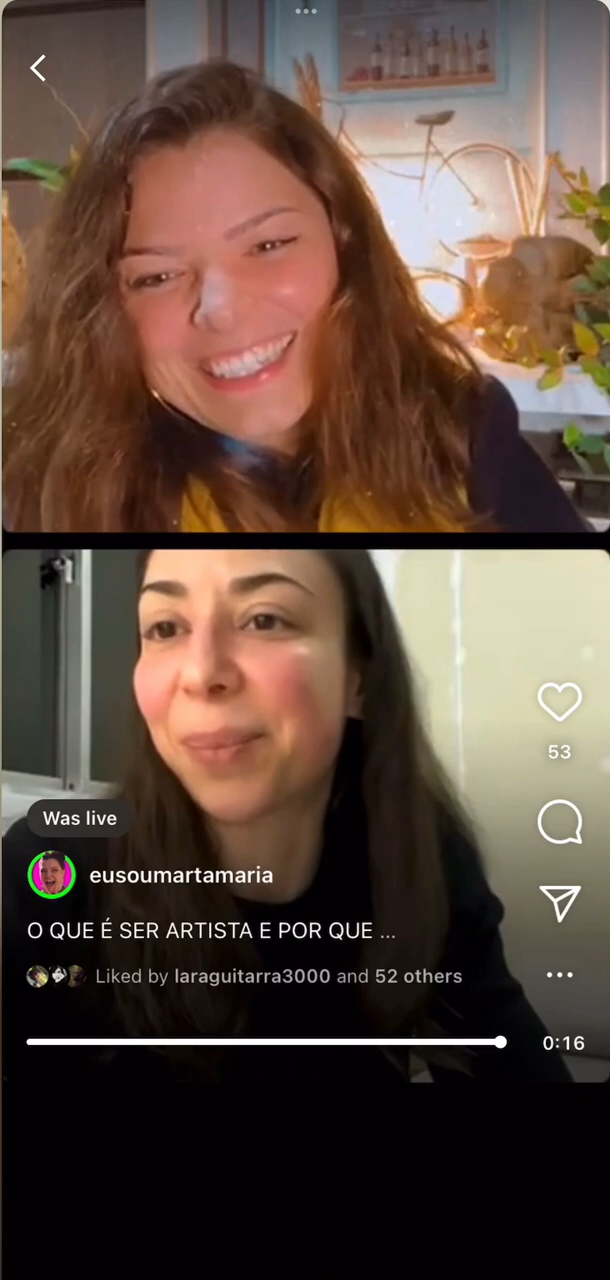 Was live
eusoumartamaria
O QUE É SER ARTISTA E POR QUE ...
Liked by laraguitarra3000 and 52 others
53
0:16